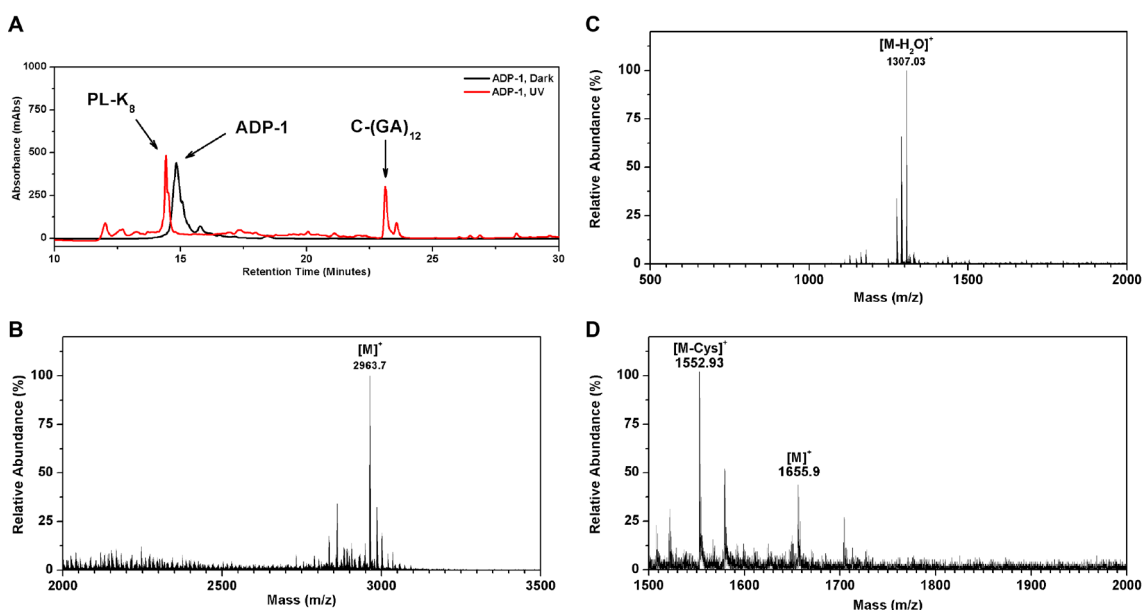 A
1000
750
500
250
0
Absorbance (mAbs)
ADP-1, Dark
ADP-1, UV
PL-K8
ADP-1
C-(GA)12
10 15 20 25 30
Retention Time (Minutes)
B
[M]+
2963.7
100
75
50
25
0
Relative Abundance (%)
2000 2500 3000 3500
Mass (m/z)
C
[M-H2O]+
1307.03
100
75
50
25
0
Relative Abundance (%)
500 1000 1500 2000
Mass (m/z)
D
[M-Cys]+
1552.93
[M]+
1655.9
100
75
50
25
0
Relative Abundance (%)
1500 1600 1700 1800 1900 2000
Mass (m/z)